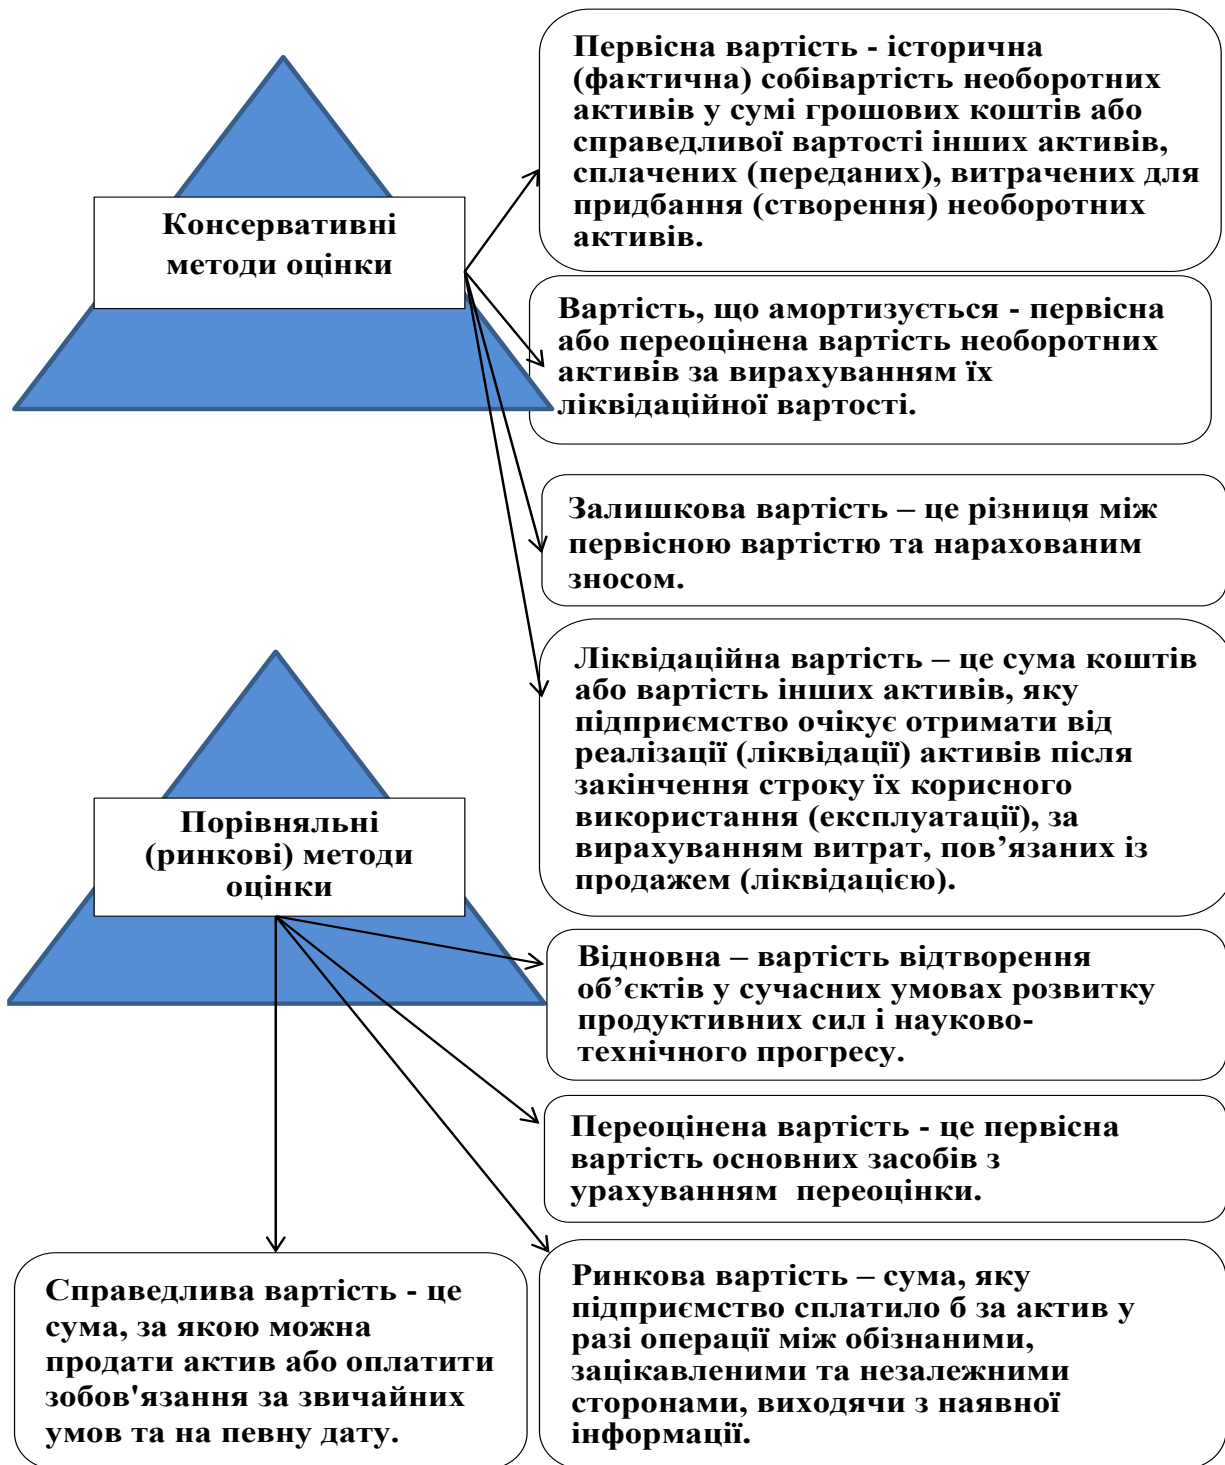 Консервативні
методи оцінки
Первісна вартість - історична
(фактична) собівартість необоротних
активів у сумі грошових коштів або
справедливої вартості інших активів,
сплачених (переданих), витрачених для
придбання (створення) необоротних
активів.
Вартість, що амортизується - первісна
або переоцінена вартість необоротних
активів за вирахуванням їх
ліквідаційної вартості.
Залишкова вартість – це різниця між
первісною вартістю та нарахованим
зносом.
Ліквідаційна вартість – це сума коштів
або вартість інших активів, яку
підприємство очікує отримати від
реалізації (ліквідації) активів після
закінчення строку їх корисного
використання (експлуатації), за
вирахуванням витрат, пов’язаних із
продажем (ліквідацією).
Порівняльні
(ринкові) методи
оцінки
Відновна – вартість відтворення
об’єктів у сучасних умовах розвитку
продуктивних сил і науково-
технічного прогресу.
Переоцінена вартість - це первісна
вартість основних засобів з
урахуванням переоцінки.
Справедлива вартість - це
сума, за якою можна
продати актив або оплатити
зобов'язання за звичайних
умов та на певну дату.
Ринкова вартість – сума, яку
підприємство сплатило б за актив у
разі операції між обізнаними,
зацікавленими та незалежними
сторонами, виходячи з наявної
інформації.